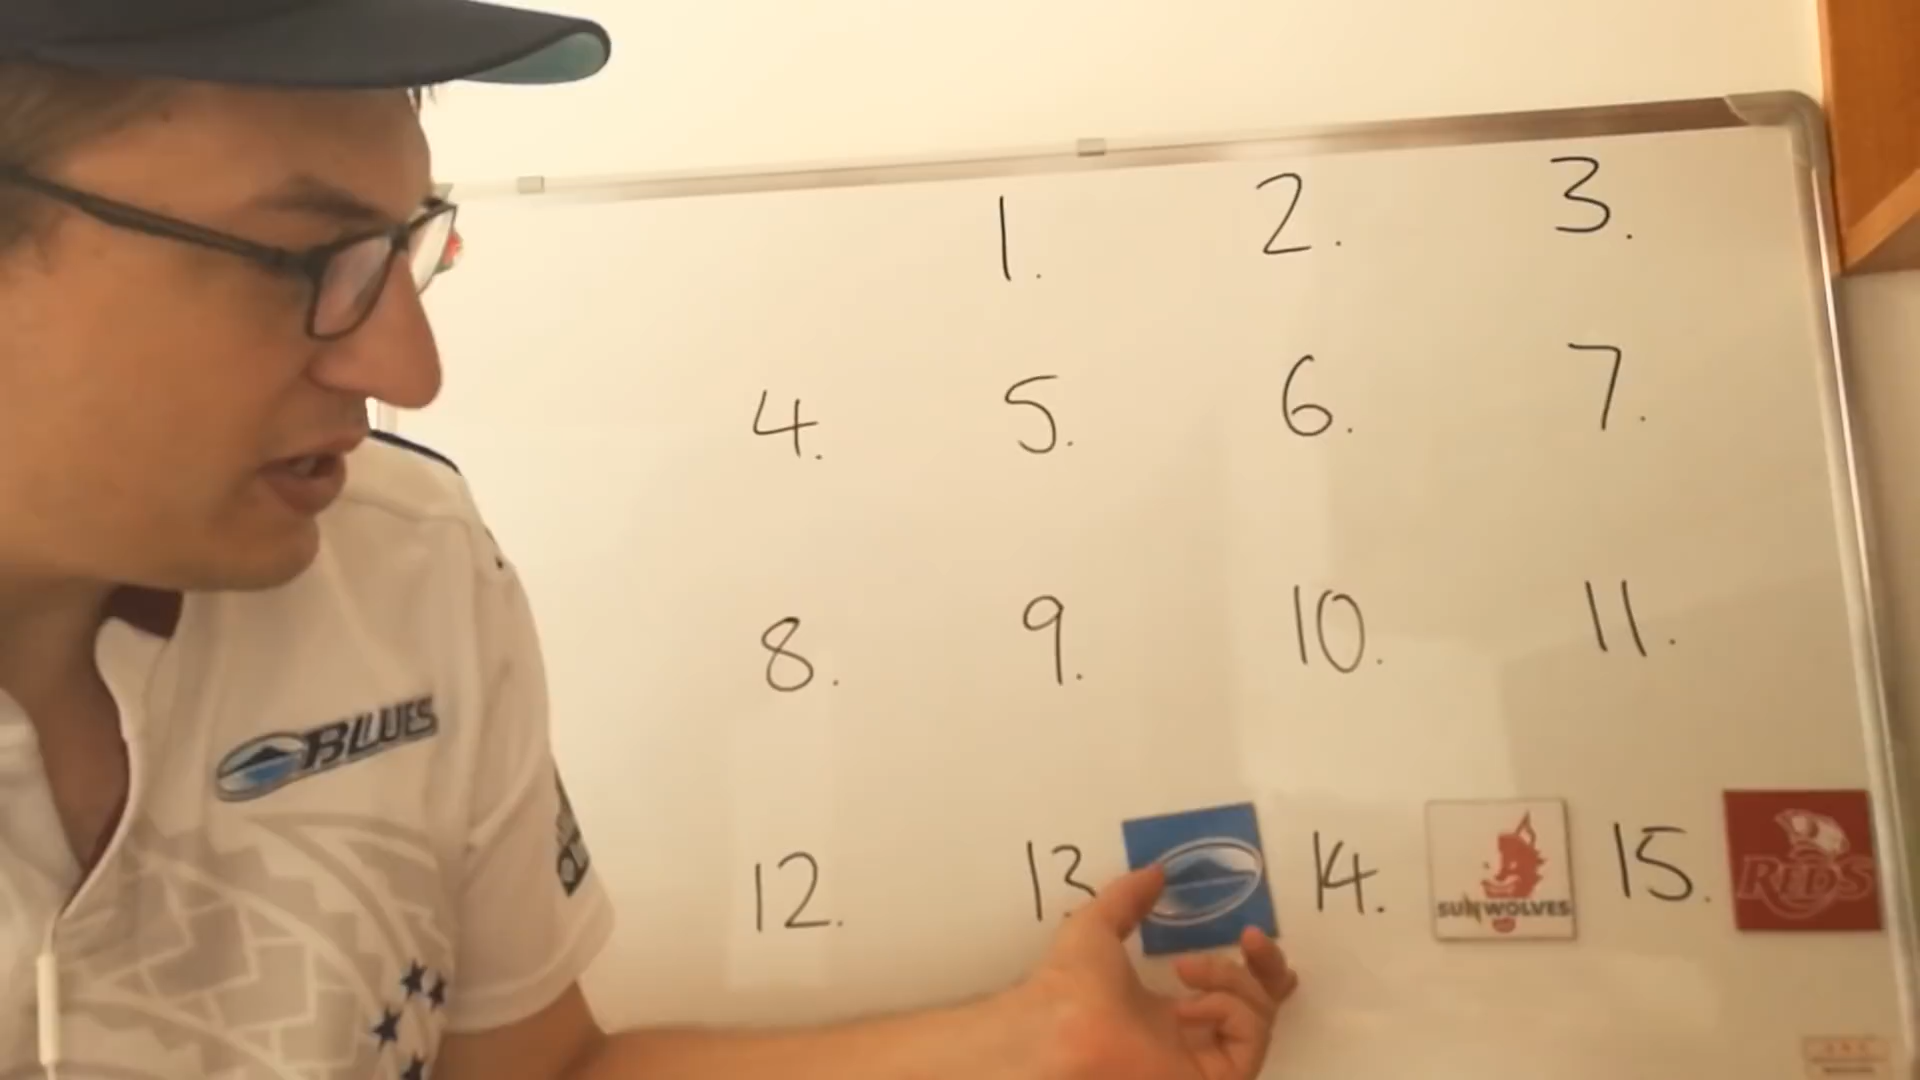 1. 2. 3.
4. 5. 6. 7.
8. 9. 10. 11.
BLUES
12. 13. 14. SUNWOLVES 15. REDS